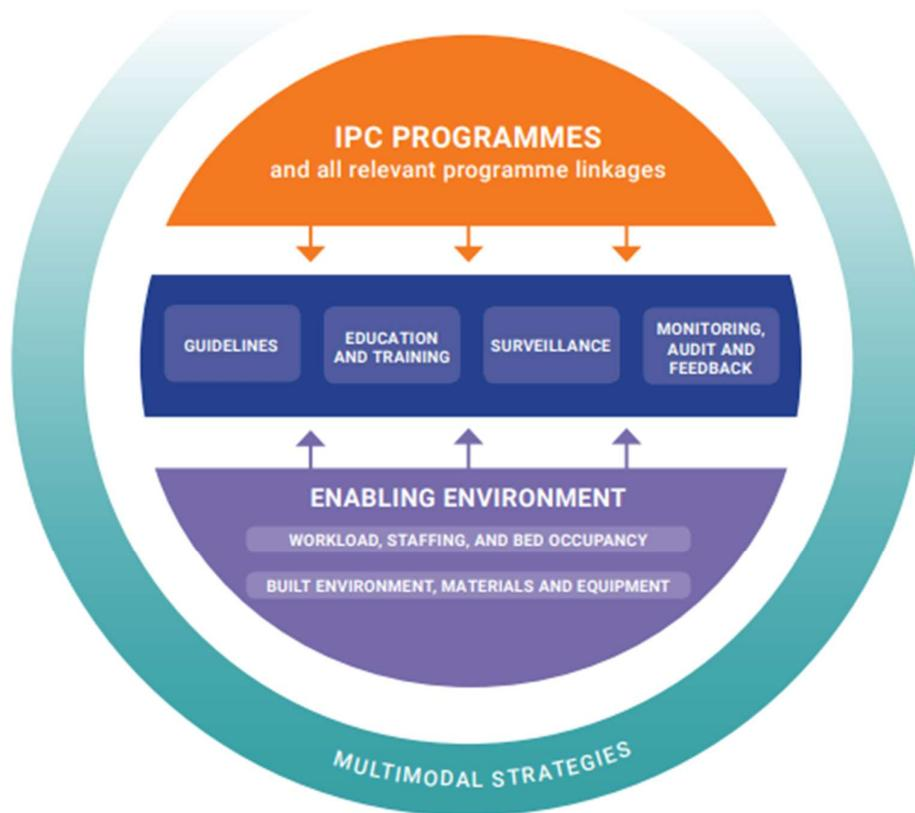 IPC PROGRAMMES
and all relevant programme linkages
GUIDELINES
EDUCATION
AND TRAINING
SURVEILLANCE
MONITORING,
AUDIT AND
FEEDBACK
ENABLING ENVIRONMENT
WORKLOAD, STAFFING, AND BED OCCUPANCY
BUILT ENVIRONMENT, MATERIALS AND EQUIPMENT
MULTIMODAL STRATEGIES